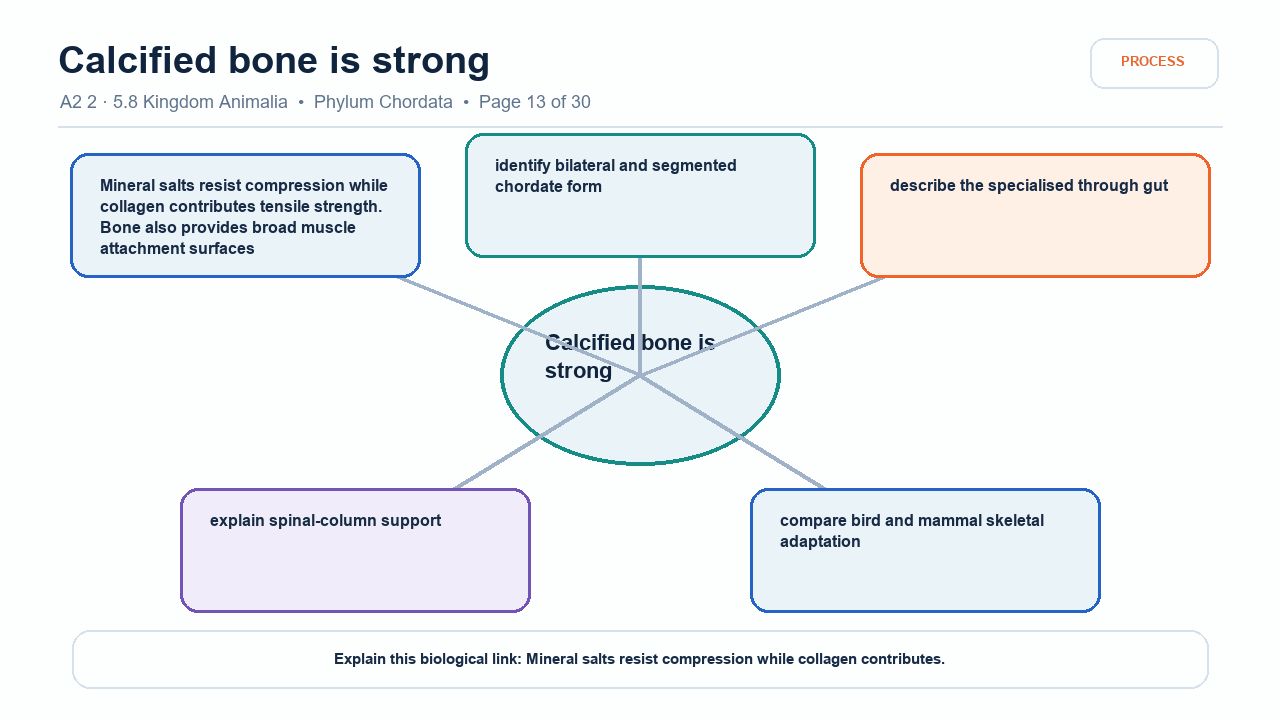 Calcified bone is strong
PROCESS
A2 2 · 5.8 Kingdom Animalia • Phylum Chordata • Page 13 of 30
Mineral salts resist compression while
collagen contributes tensile strength.
Bone also provides broad muscle
attachment surfaces
identify bilateral and segmented
chordate form
describe the specialised through gut
Calcified bone is
strong
explain spinal-column support
compare bird and mammal skeletal
adaptation
Explain this biological link: Mineral salts resist compression while collagen contributes.